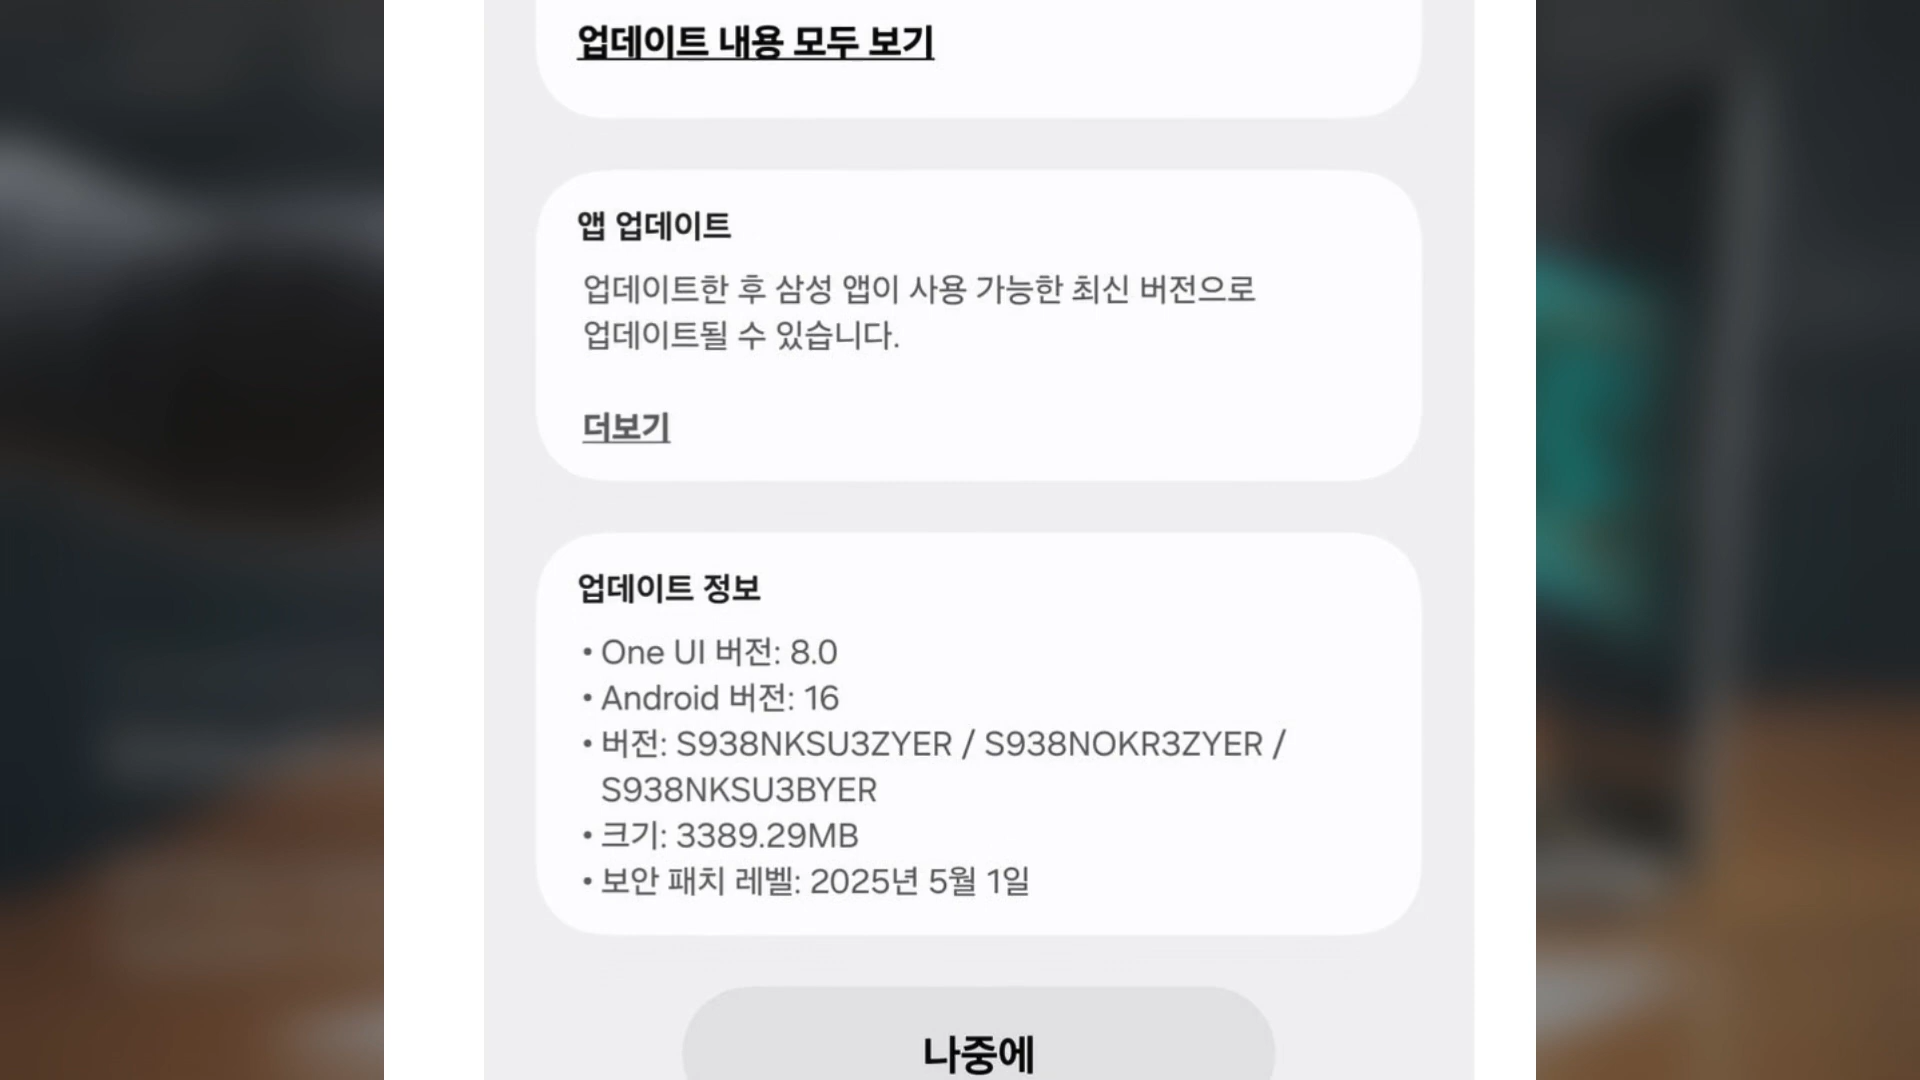 업데이트 내용 모두 보기
앱 업데이트
업데이트한 후 삼성 앱이 사용 가능한 최신 버전으로
업데이트될 수 있습니다.
더보기
업데이트 정보
• One UI 버전: 8.0
• Android 버전: 16
• 버전: S938NKSU3ZYER / S938NOKR3ZYER /
S938NKSU3BYER
• 크기: 3389.29MB
• 보안 패치 레벨: 2025년 5월 1일
나중에